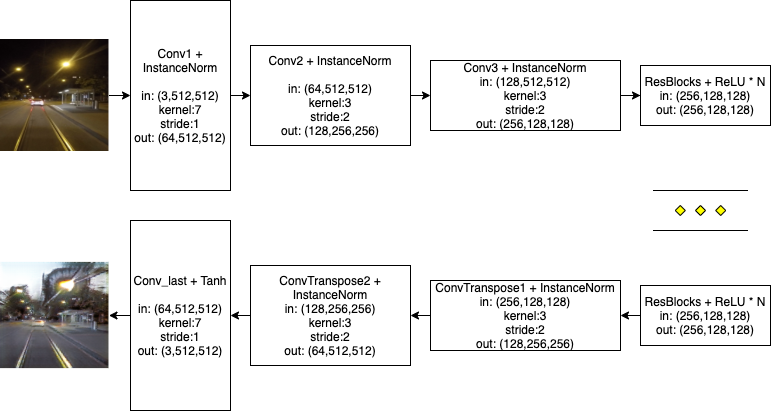 Conv1 +
InstanceNorm
in: (3,512,512)
kernel:7
stride:1
out: (64,512,512)
Conv2 + InstanceNorm
in: (64,512,512)
kernel:3
stride:2
out: (128,256,256)
Conv3 + InstanceNorm
in: (128,512,512)
kernel:3
stride:2
out: (256,128,128)
ResBlocks + ReLU * N
in: (256,128,128)
out: (256,128,128)
Conv_last + Tanh
in: (64,512,512)
kernel:7
stride:1
out: (3,512,512)
ConvTranspose2 +
InstanceNorm
in: (128,256,256)
kernel:3
stride:2
out: (64,512,512)
ConvTranspose1 + InstanceNorm
in: (256,128,128)
kernel:3
stride:2
out: (128,256,256)
ResBlocks + ReLU * N
in: (256,128,128)
out: (256,128,128)